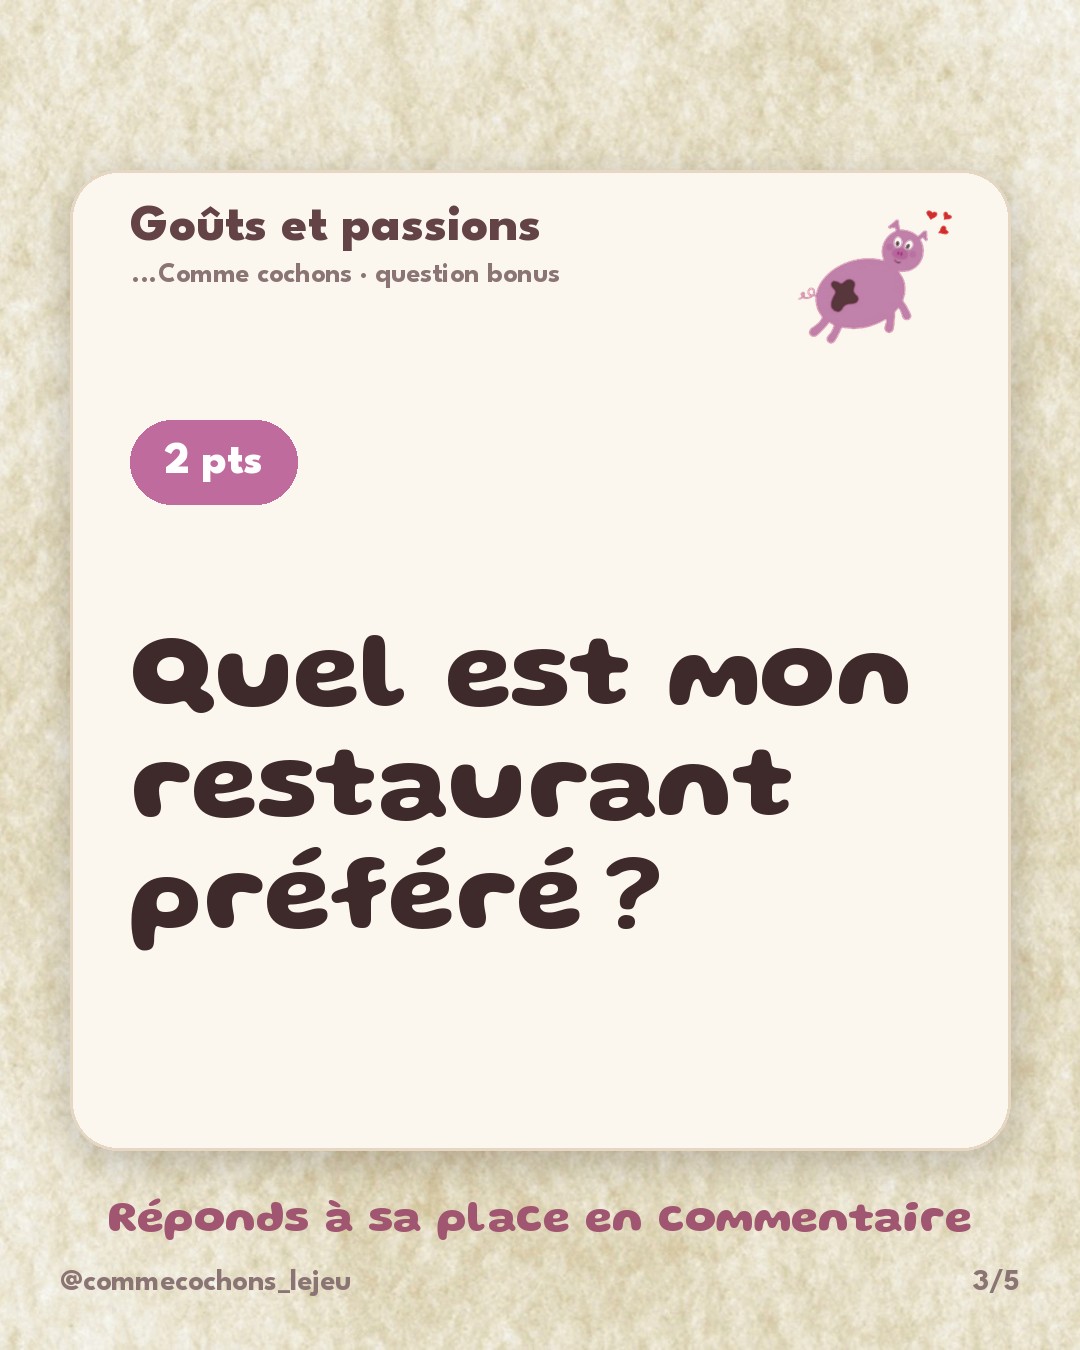 Goûts et passions
...Comme cochons · question bonus
2 pts
Quel est mon
restaurant
préféré ?
Réponds à sa place en commentaire
@commecochons_lejeu
3/5